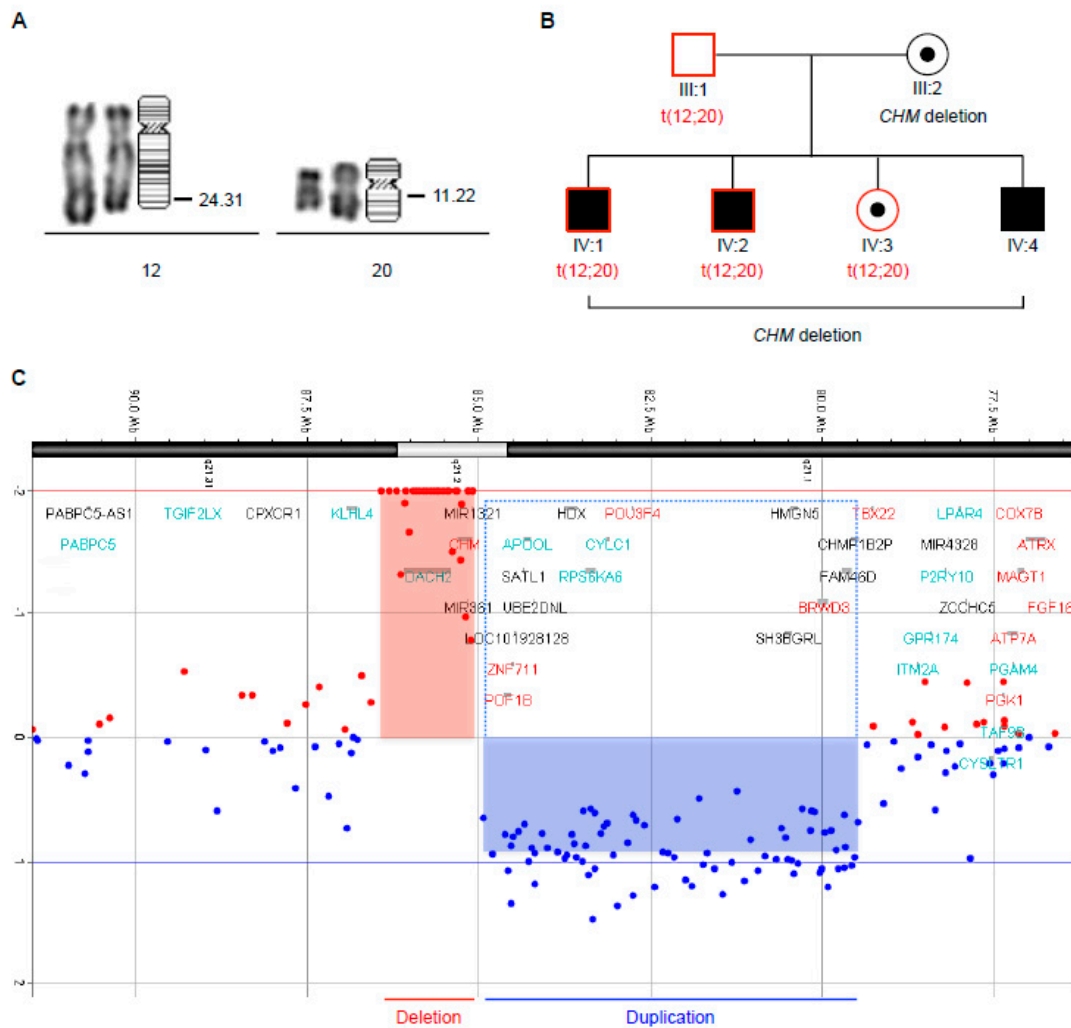 A
24.31
11.22
12
20
B
III:1
III:2
t(12;20)
CHM deletion
IV:1
IV:2
IV:3
IV:4
t(12;20)
t(12;20)
t(12;20)
CHM deletion
C
90.0 Mb
87.5 Mb
85.0 Mb
82.5 Mb
80.0 Mb
77.5 Mb
q21.31
q21.2
q21.1
-2
PABPC5-AS1 TGIF2LX CPXCR1 KLHL4 MIR1321 HDX POU3F4 HMGN5 TBX22 LPAR4 COX7B
PABPC5 CHM APOOL CYLC1 CHMP1B2P MIR4328 ATRX
DACH2 SATL1 RPS6KA6 FAM46D P2RY10 MAGT1
-1
MIR361 UBE2DNL BRWD3 ZCCHC5 FGF16
LOC101928128 SH3BGRL GPR174 ATP7A
ZNF711 ITM2A PGAM4
POF1B PGK1
0
TAF9B
CYSLTR1
1
2
Deletion
Duplication